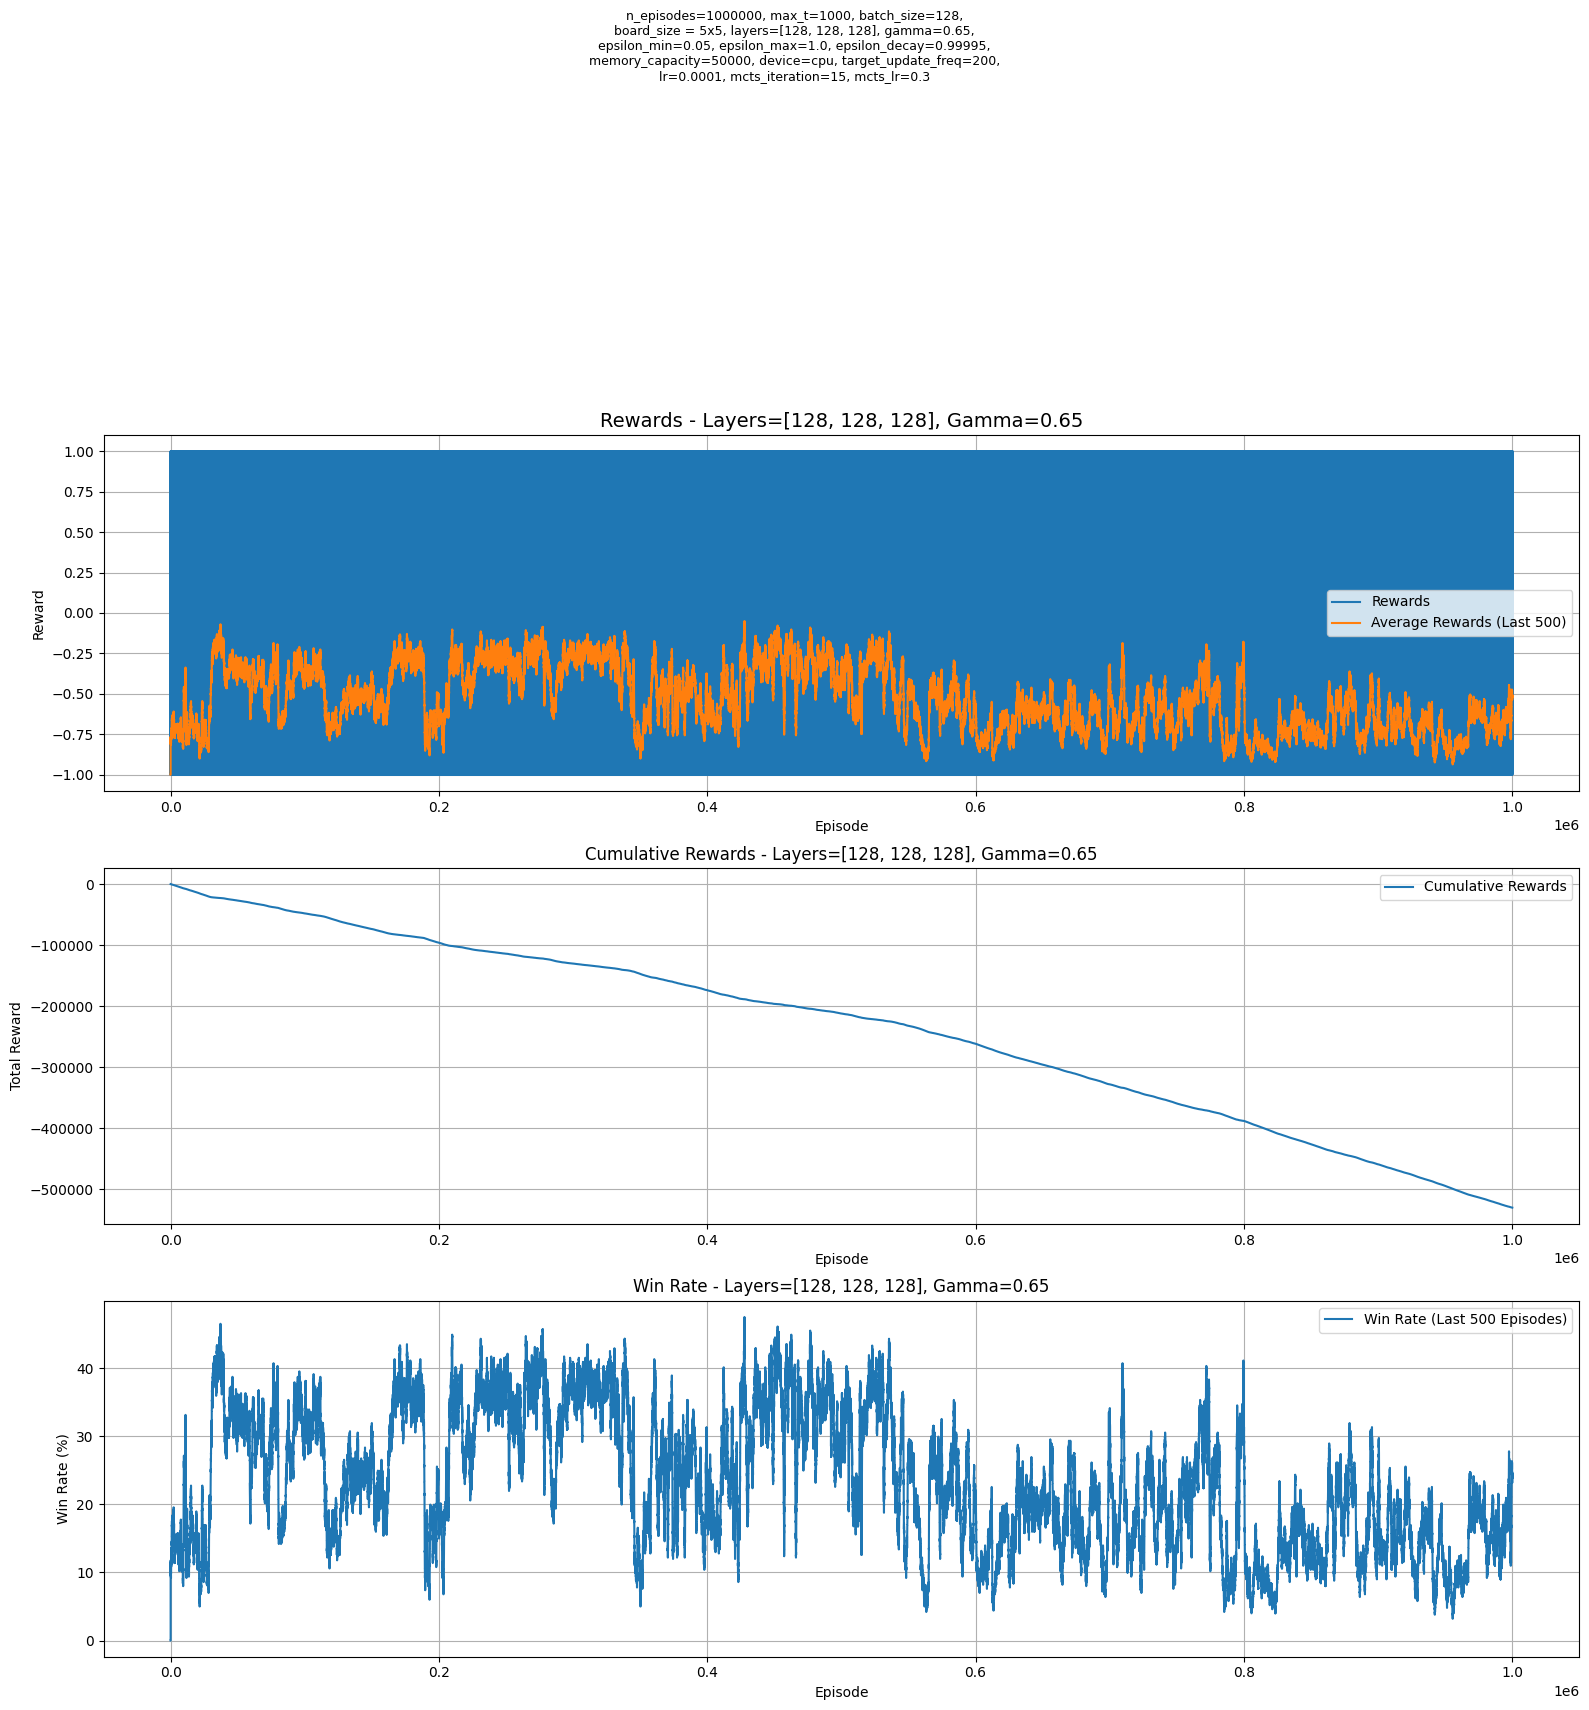 n_episodes=1000000, max_t=1000, batch_size=128,
board_size = 5x5, layers=[128, 128, 128], gamma=0.65,
epsilon_min=0.05, epsilon_max=1.0, epsilon_decay=0.99995,
memory_capacity=50000, device=cpu, target_update_freq=200,
lr=0.0001, mcts_iteration=15, mcts_lr=0.3
Rewards - Layers=[128, 128, 128], Gamma=0.65
1.00
0.75
0.50
0.25
0.00
−0.25
−0.50
−0.75
−1.00
Reward
Rewards
Average Rewards (Last 500)
0.0 0.2 0.4 0.6 0.8 1.0
Episode
1e6
Cumulative Rewards - Layers=[128, 128, 128], Gamma=0.65
0
−100000
−200000
−300000
−400000
−500000
Total Reward
Cumulative Rewards
0.0 0.2 0.4 0.6 0.8 1.0
Episode
1e6
Win Rate - Layers=[128, 128, 128], Gamma=0.65
40
30
20
10
0
Win Rate (%)
Win Rate (Last 500 Episodes)
0.0 0.2 0.4 0.6 0.8 1.0
Episode
1e6